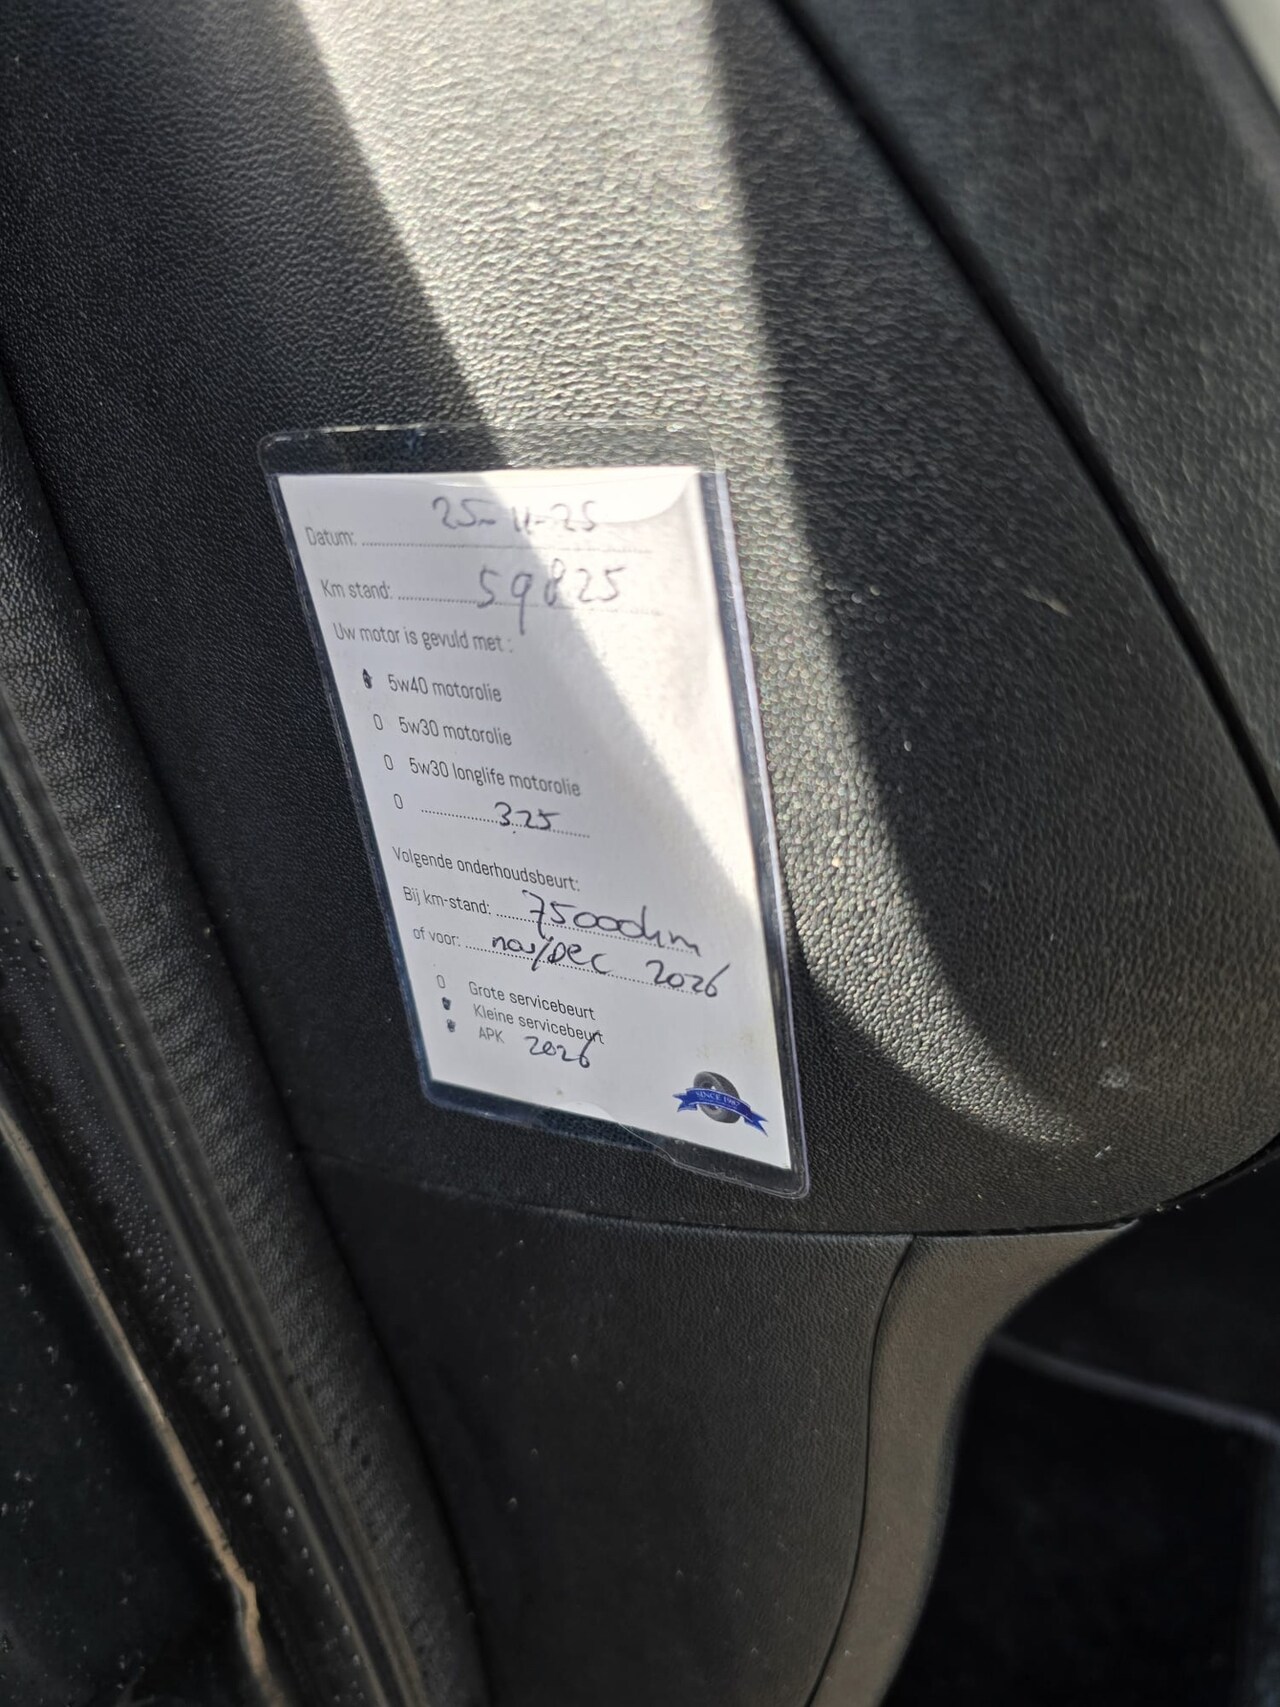 Datum: 25-11-25
Km stand: 59825
Uw motor is gevuld met :
5w40 motorolie
0 5w30 motorolie
0 5w30 longlife motorolie
0 3.25
Volgende onderhoudsbeurt:
Bij km-stand: 75000km
of voor: nov/dec 2026
0 Grote servicebeurt
Kleine servicebeurt
APK 2026
SINCE 1987